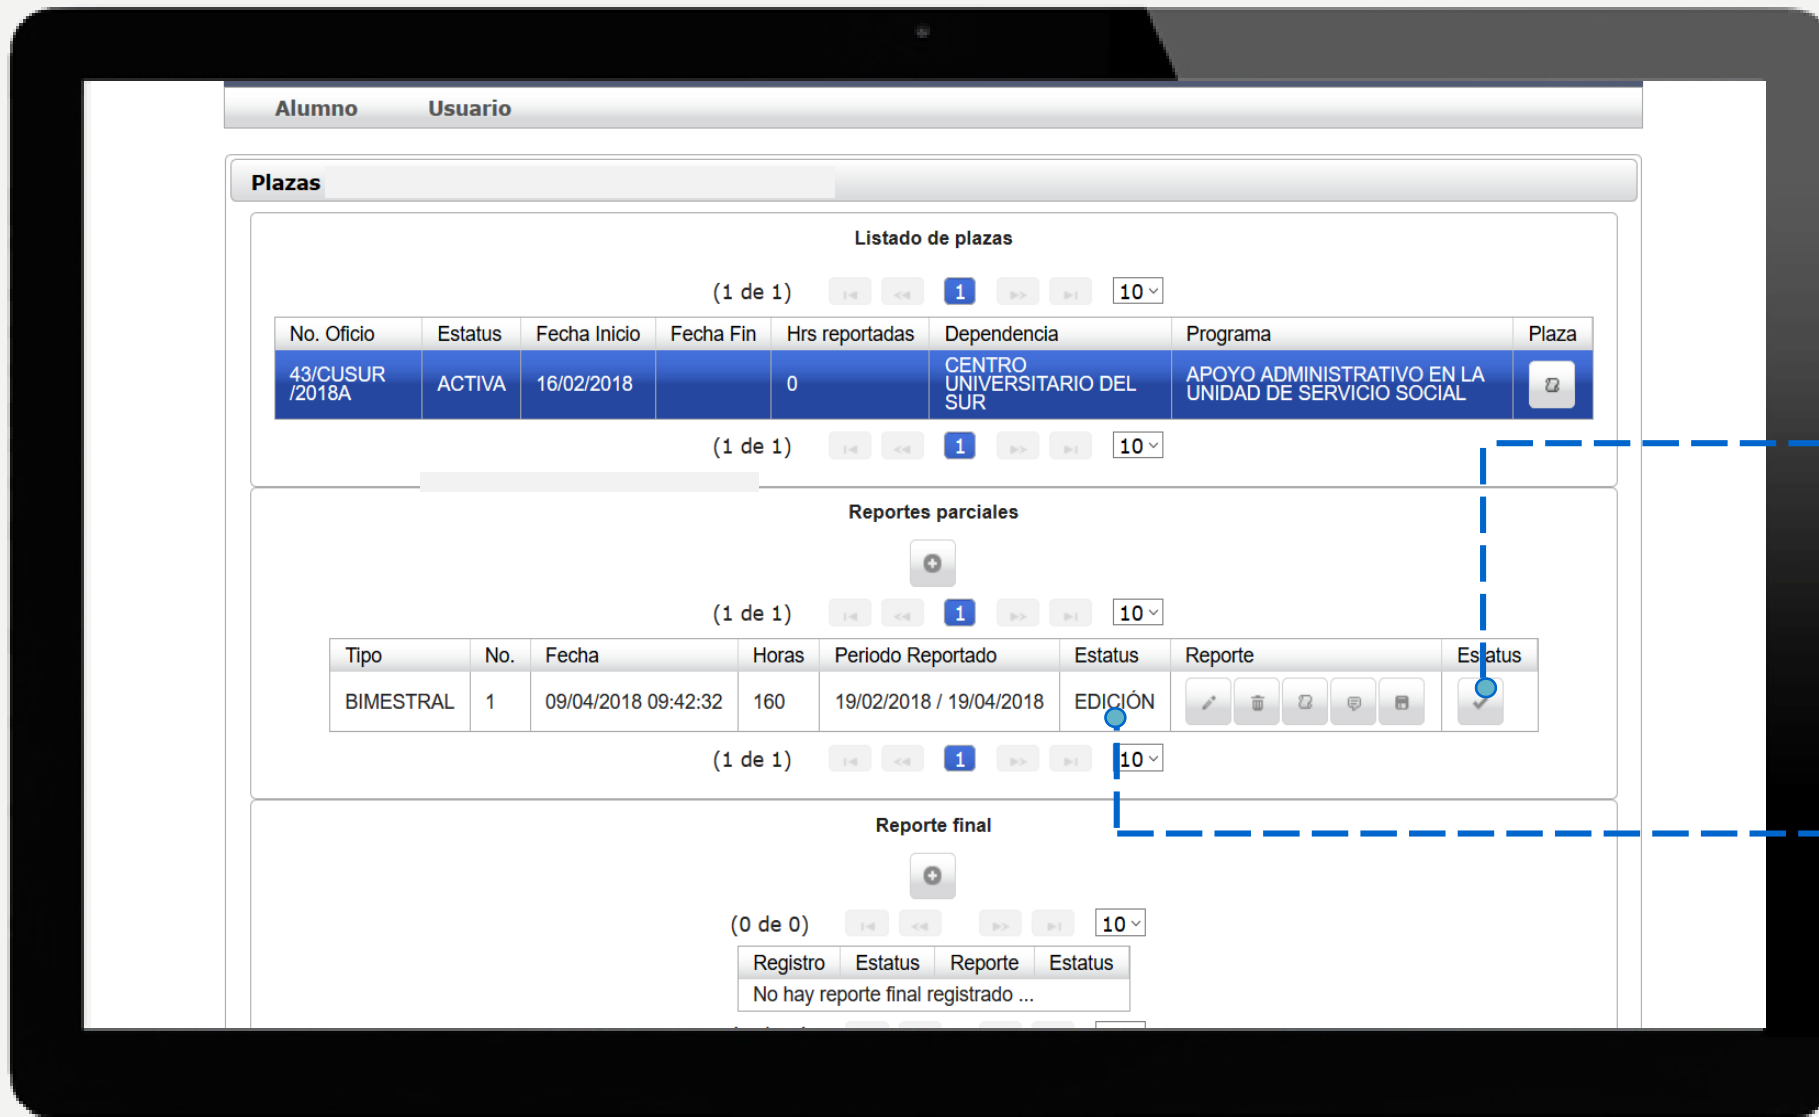 Alumno Usuario
Plazas
Listado de plazas
(1 de 1) 1 10
No. Oficio Estatus Fecha Inicio Fecha Fin Hrs reportadas Dependencia Programa Plaza
43/CUSUR
/2018A
ACTIVA
16/02/2018
0
CENTRO
UNIVERSITARIO DEL
SUR
APOYO ADMINISTRATIVO EN LA
UNIDAD DE SERVICIO SOCIAL
(1 de 1) 1 10
Reportes parciales
(1 de 1) 1 10
Tipo No. Fecha Horas Periodo Reportado Estatus Reporte Estatus
BIMESTRAL 1 09/04/2018 09:42:32 160 19/02/2018 / 19/04/2018 EDICIÓN
(1 de 1) 1 10
Reporte final
(0 de 0) 10
Registro Estatus Reporte Estatus
No hay reporte final registrado ...